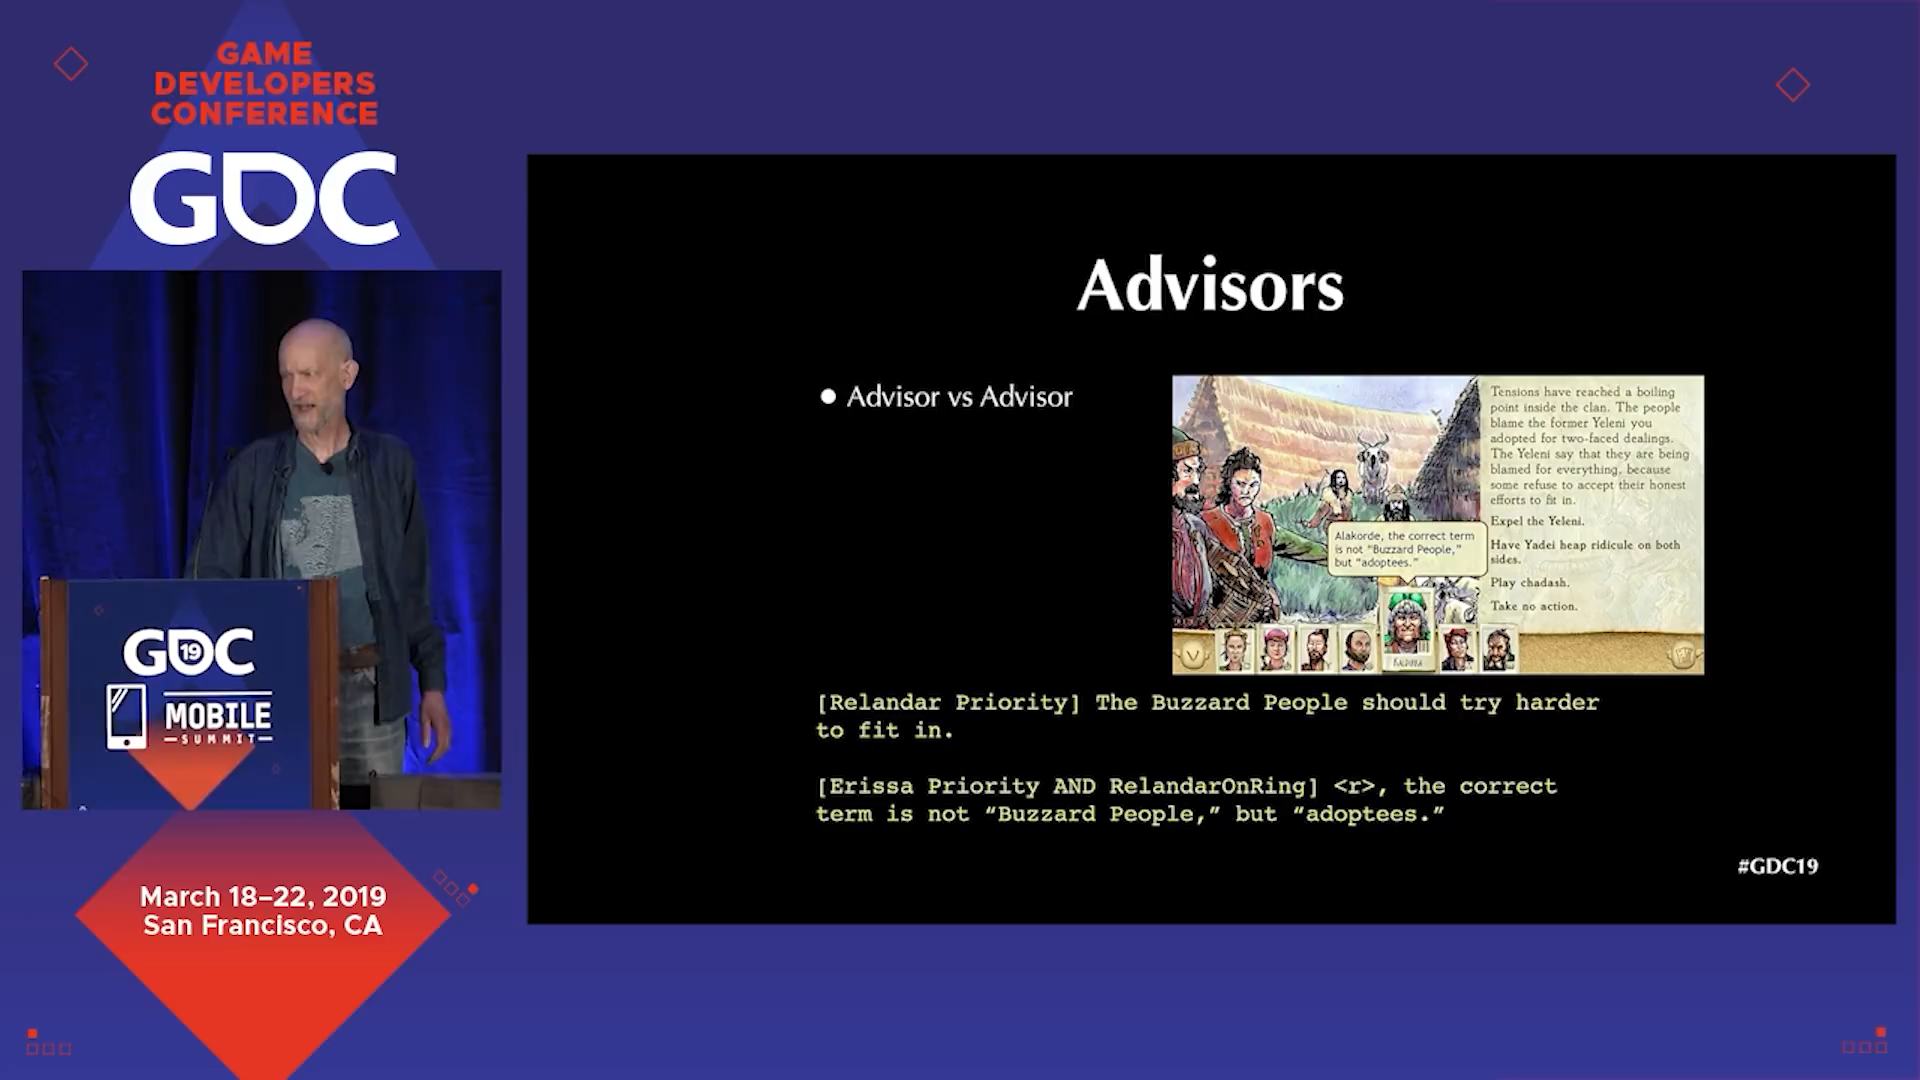 GAME
DEVELOPERS
CONFERENCE
GDC
GDC
19
MOBILE
SUMMIT
March 18–22, 2019
San Francisco, CA
Advisors
● Advisor vs Advisor
Tensions have reached a boiling
point inside the clan. The people
blame the former Yeleni you
adopted for two-faced dealings.
The Yeleni say that they are being
blamed for everything, because
some refuse to accept their honest
efforts to fit in.
Expel the Yeleni.
Have Yadei heap ridicule on both
sides.
Play chadash.
Take no action.
Alakorde, the correct term
is not "Buzzard People,"
but "adoptees."
[Relandar Priority] The Buzzard People should try harder
to fit in.
[Erissa Priority AND RelandarOnRing] <r>, the correct
term is not “Buzzard People,” but “adoptees.”
#GDC19